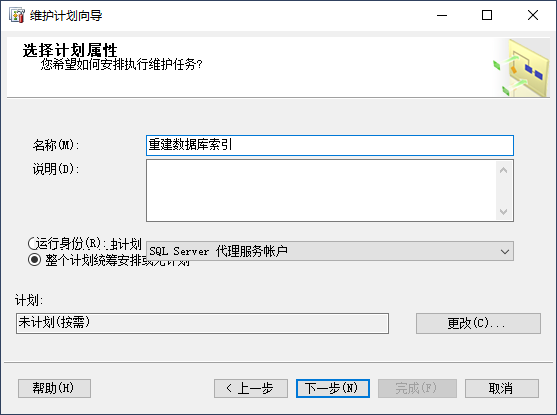 维护计划向导
选择计划属性
您希望如何安排执行维护任务?
名称(M):
重建数据库索引
说明(D):
运行身份(R):
由计划
SQL Server 代理服务帐户
整个计划统筹安排或无计划
计划:
未计划(按需)
更改(C)...
帮助(H)
< 上一步
下一步(N)
完成(F)
取消